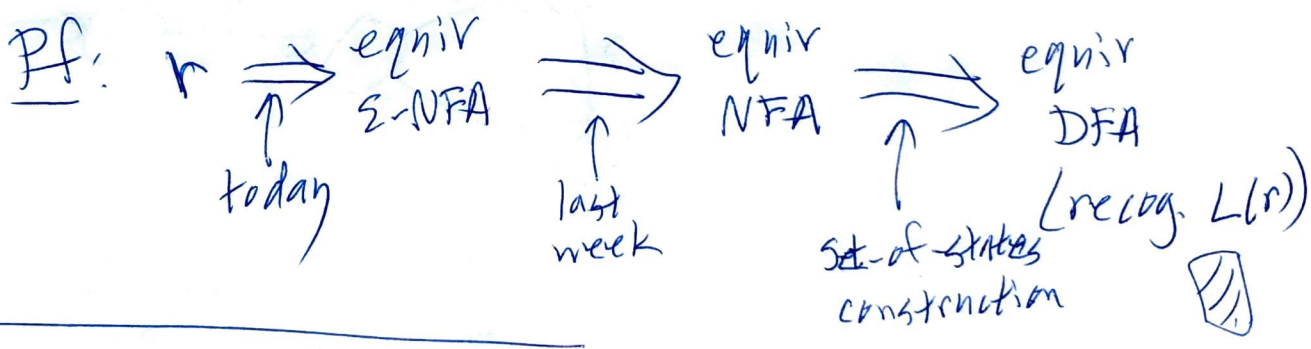 Pf: r ⇒ equiv ε-NFA ⇒ equiv NFA ⇒ equiv DFA
today
last week
set-of-states construction
(recog. L(r))